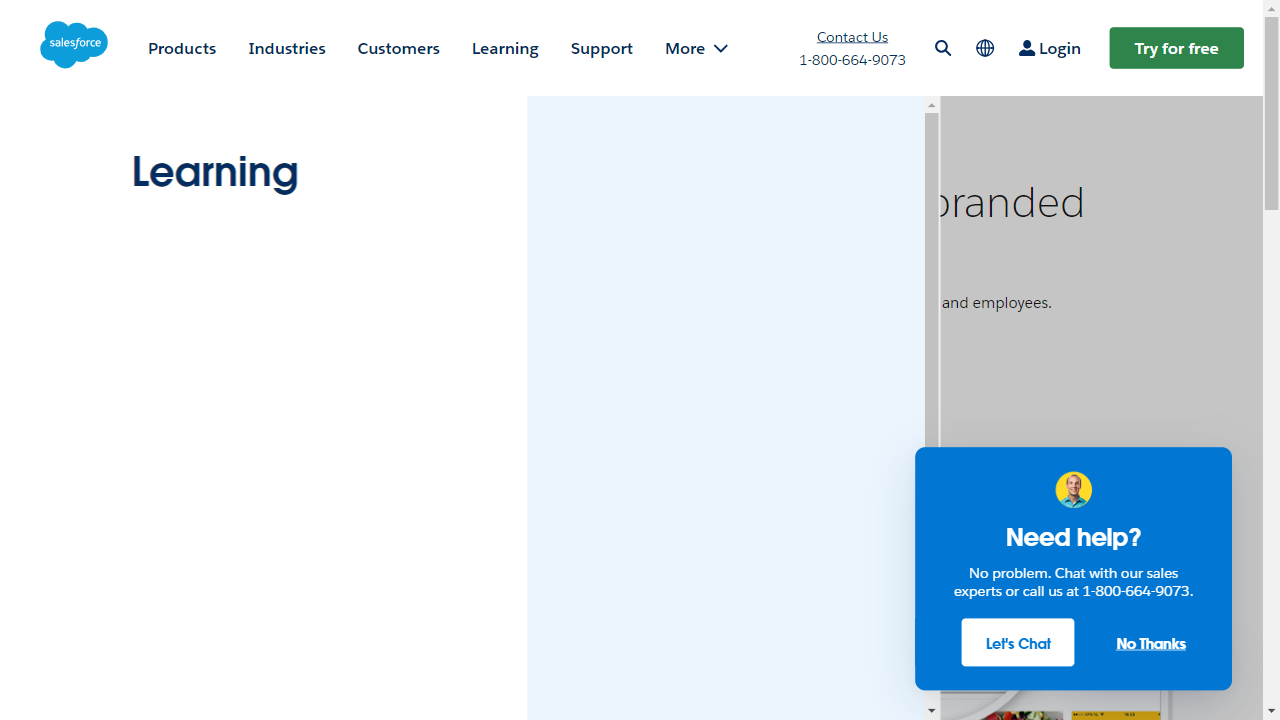 salesforce
Products
Industries
Customers
Learning
Support
More
Contact Us
1-800-664-9073
Login
Try for free
Learning
branded
and employees.
Need help?
No problem. Chat with our sales
experts or call us at 1-800-664-9073.
Let's Chat
No Thanks